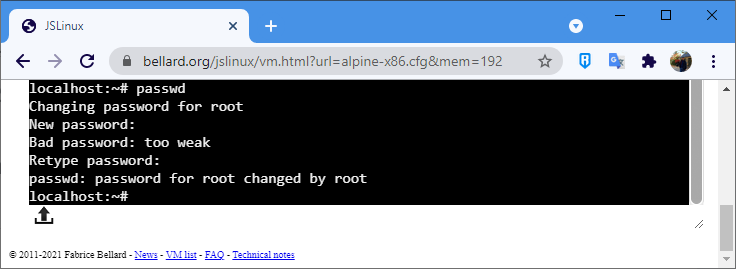 JSLinux
bellard.org/jslinux/vm.html?url=alpine-x86.cfg&mem=192
localhost:~# passwd
Changing password for root
New password:
Bad password: too weak
Retype password:
passwd: password for root changed by root
localhost:~#
© 2011-2021 Fabrice Bellard - News - VM list - FAQ - Technical notes